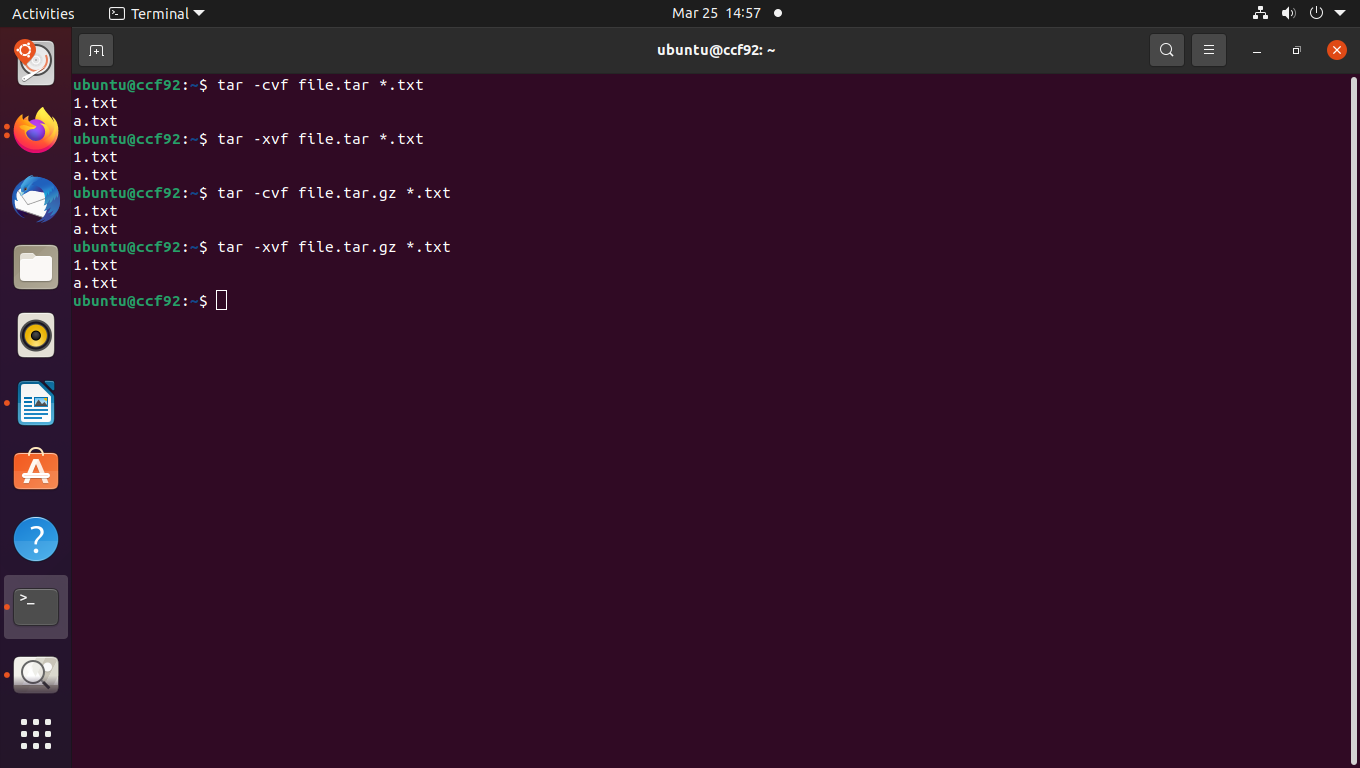 Activities
Terminal
Mar 25 14:57
ubuntu@ccf92: ~
ubuntu@ccf92:~$ tar -cvf file.tar *.txt
1.txt
a.txt
ubuntu@ccf92:~$ tar -xvf file.tar *.txt
1.txt
a.txt
ubuntu@ccf92:~$ tar -cvf file.tar.gz *.txt
1.txt
a.txt
ubuntu@ccf92:~$ tar -xvf file.tar.gz *.txt
1.txt
a.txt
ubuntu@ccf92:~$
?
>_